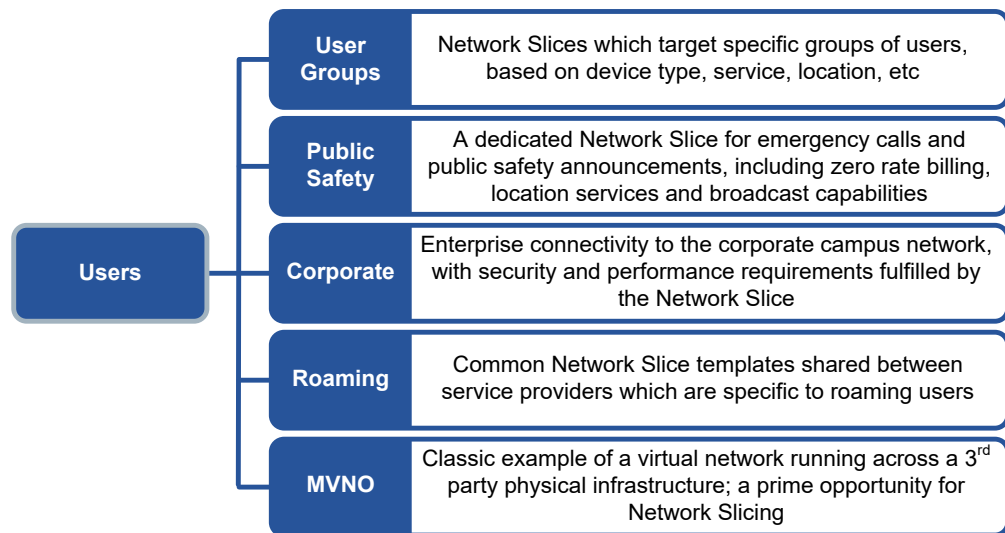 User
Groups
Network Slices which target specific groups of users,
based on device type, service, location, etc
Public
Safety
A dedicated Network Slice for emergency calls and
public safety announcements, including zero rate billing,
location services and broadcast capabilities
Users
Corporate
Enterprise connectivity to the corporate campus network,
with security and performance requirements fulfilled by
the Network Slice
Roaming
Common Network Slice templates shared between
service providers which are specific to roaming users
MVNO
Classic example of a virtual network running across a 3rd
party physical infrastructure; a prime opportunity for
Network Slicing